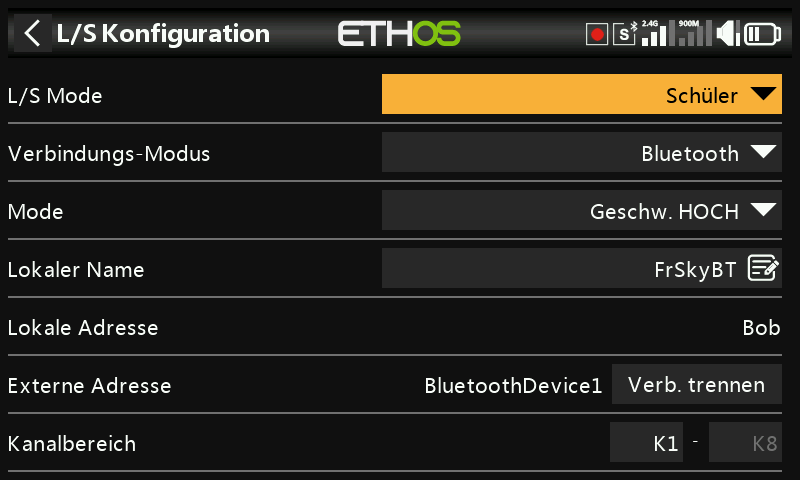 L/S Konfiguration
ETHOS
S
2.4G
900M
L/S Mode
Schüler
Verbindungs-Modus
Bluetooth
Mode
Geschw. HOCH
Lokaler Name
FrSkyBT
Lokale Adresse
Bob
Externe Adresse
BluetoothDevice1
Verb. trennen
Kanalbereich
K1 - K8